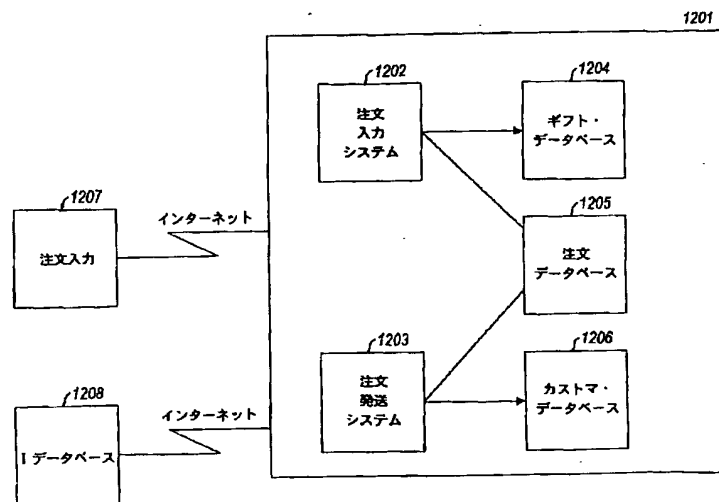 1201
1202
注文
入力
システム
1204
ギフト・
データベース
1205
注文
データベース
1207
注文入力
インターネット
1203
注文
発送
システム
1206
カストマ・
データベース
1208
I データベース
インターネット